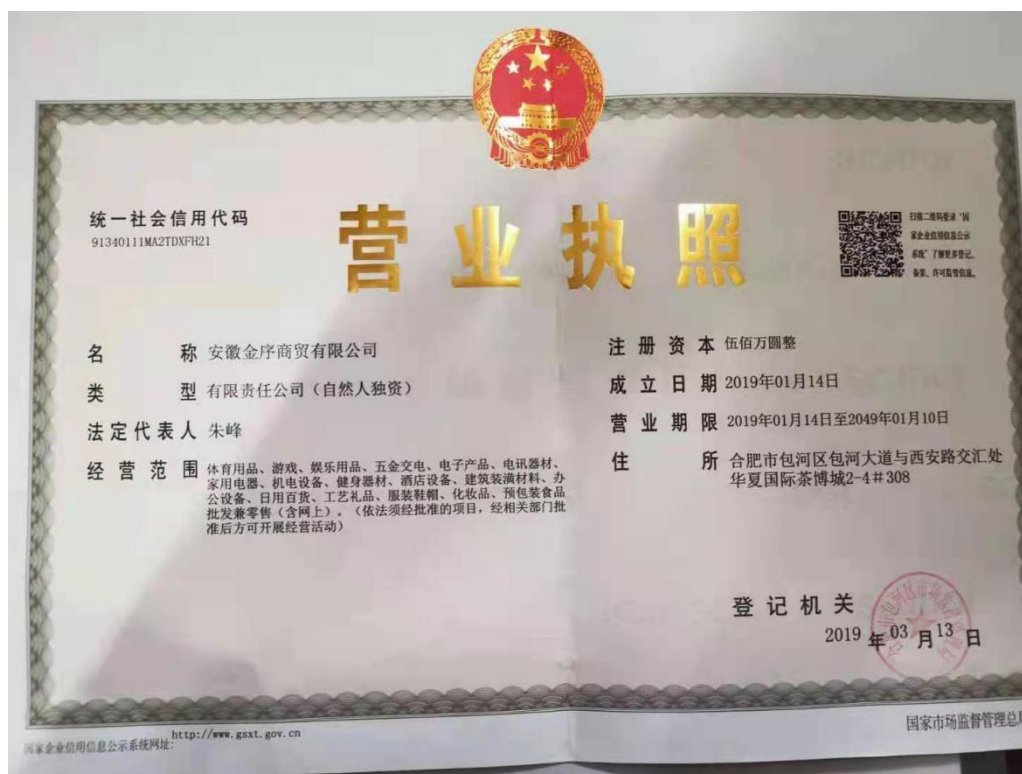 统一社会信用代码
91340111MA2TDXFH21
营业执照
扫描二维码登录“国
家企业信用信息公示
系统”了解更多登记、
备案、许可监管信息。
名称 安徽金序商贸有限公司
类型 有限责任公司（自然人独资）
法定代表人 朱峰
经营范围 体育用品、游戏、娱乐用品、五金交电、电子产品、电讯器材、
家用电器、机电设备、健身器材、酒店设备、建筑装潢材料、办
公设备、日用百货、工艺礼品、服装鞋帽、化妆品、预包装食品
批发兼零售（含网上）。（依法须经批准的项目，经相关部门批
准后方可开展经营活动）
注册资本 伍佰万圆整
成立日期 2019年01月14日
营业期限 2019年01月14日至2049年01月10日
住所 合肥市包河区包河大道与西安路交汇处
华夏国际茶博城2-4#308
登记机关
2019年03月13日
国家企业信用信息公示系统网址: http://www.gsxt.gov.cn
国家市场监督管理总局